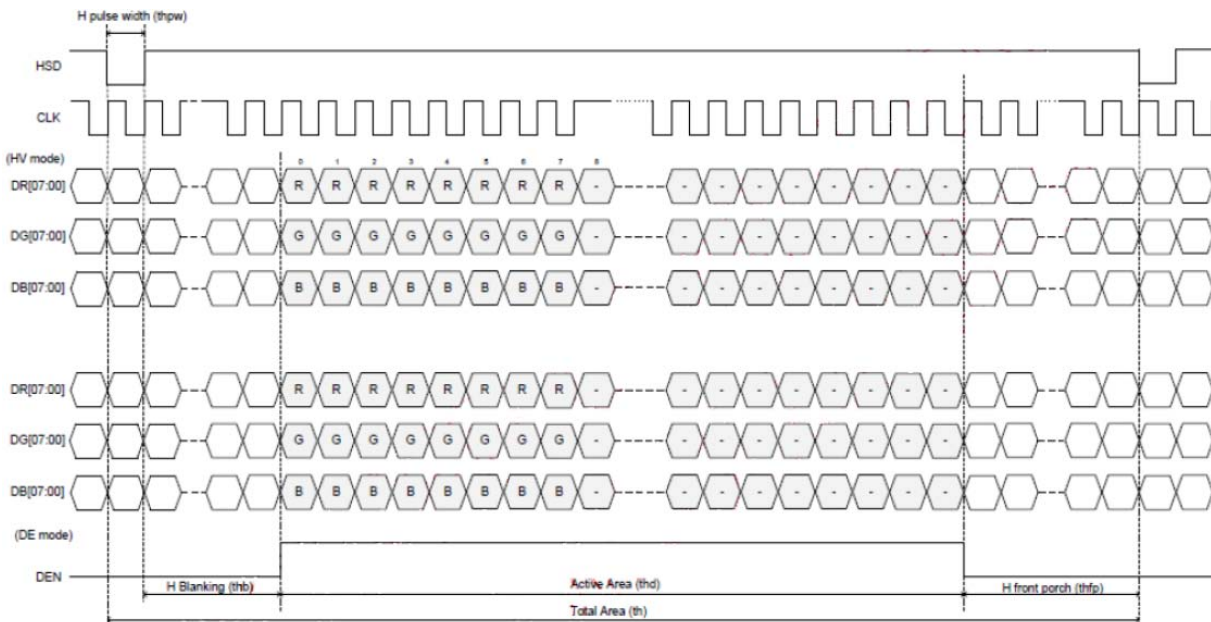 H pulse width (thpw)
HSD
CLK
(HV mode)
0 1 2 3 4 5 6 7 8
DR[07:00] R R R R R R R R - - - - - - - - -
DG[07:00] G G G G G G G G - - - - - - - - -
DB[07:00] B B B B B B B B - - - - - - - - -
DR[07:00] R R R R R R R R - - - - - - - - -
DG[07:00] G G G G G G G G - - - - - - - - -
DB[07:00] B B B B B B B B - - - - - - - - -
(DE mode)
DEN
H Blanking (thb) Active Area (thd) H front porch (thfp)
Total Area (th)